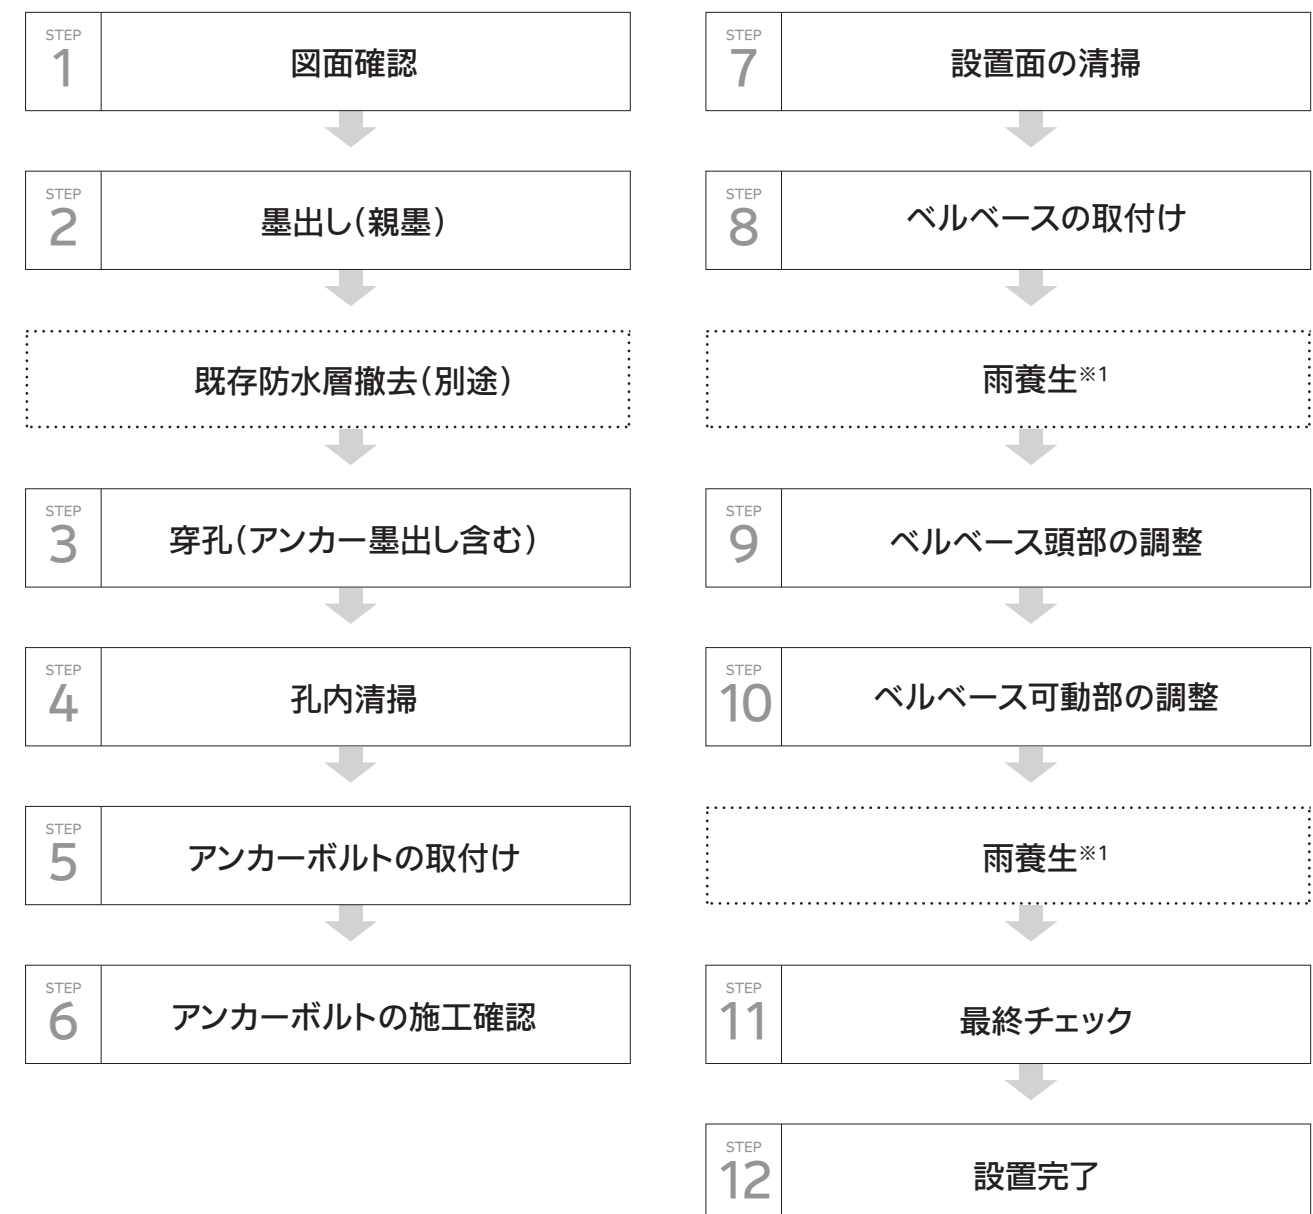 STEP
1
図面確認
STEP
2
墨出し（親墨）
既存防水層撤去（別途）
STEP
3
穿孔（アンカー墨出し含む）
STEP
4
孔内清掃
STEP
5
アンカーボルトの取付け
STEP
6
アンカーボルトの施工確認
STEP
7
設置面の清掃
STEP
8
ベルベースの取付け
雨養生※1
STEP
9
ベルベース頭部の調整
STEP
10
ベルベース可動部の調整
雨養生※1
STEP
11
最終チェック
STEP
12
設置完了